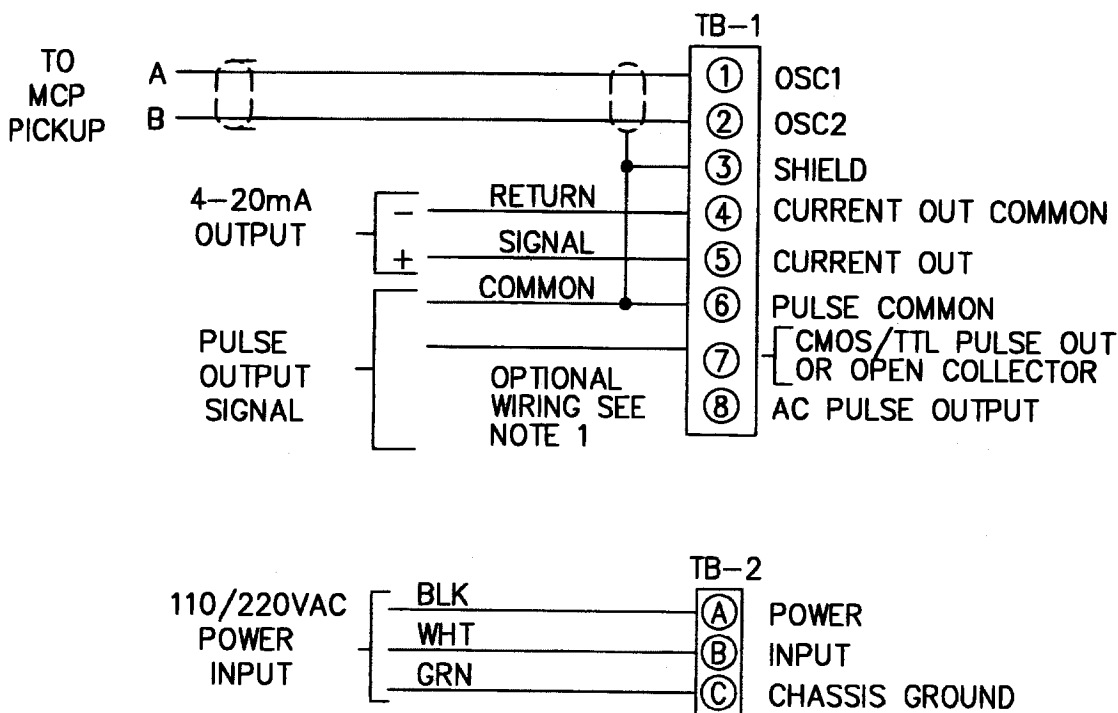 TB-1
TO
MCP
PICKUP
A
B
1 OSC1
2 OSC2
3 SHIELD
4-20mA
OUTPUT
- RETURN
+ SIGNAL
4 CURRENT OUT COMMON
5 CURRENT OUT
PULSE
OUTPUT
SIGNAL
COMMON
OPTIONAL
WIRING SEE
NOTE 1
6 PULSE COMMON
7 CMOS/TTL PULSE OUT
OR OPEN COLLECTOR
8 AC PULSE OUTPUT
TB-2
110/220VAC
POWER
INPUT
BLK
WHT
GRN
A POWER
B INPUT
C CHASSIS GROUND